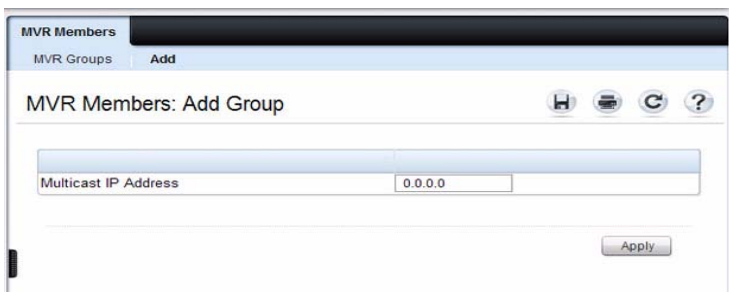 MVR Members
MVR Groups Add
MVR Members: Add Group
?
Multicast IP Address 0.0.0.0
Apply